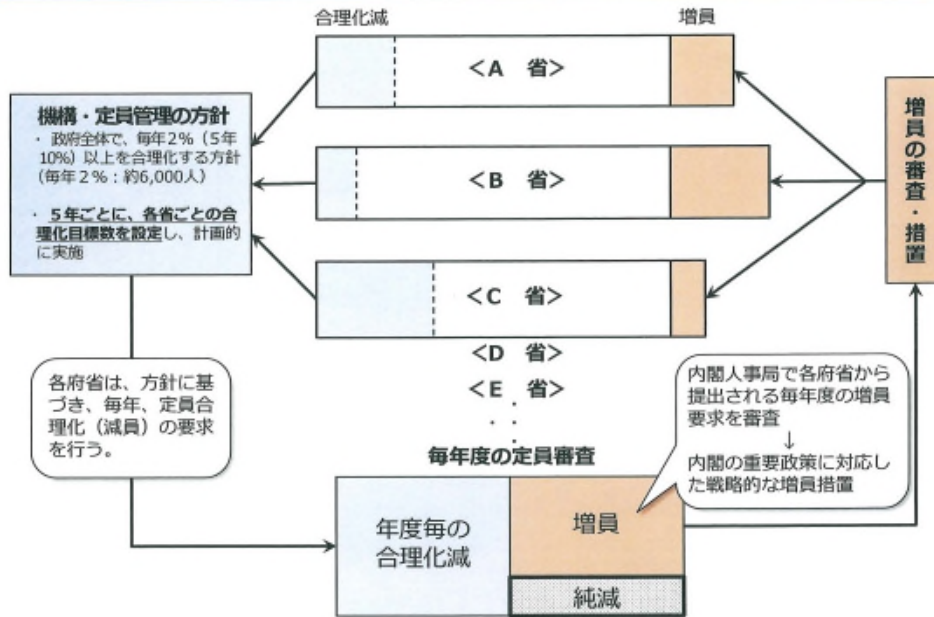 合理化減
増員
＜A　省＞
機構・定員管理の方針
・ 政府全体で、毎年２％（５年
10%）以上を合理化する方針
（毎年２％：約6,000人）
・ ５年ごとに、各省ごとの合
理化目標数を設定し、計画的
に実施
＜B　省＞
増員の審査・措置
＜C　省＞
＜D　省＞
＜E　省＞
・
・
・
各府省は、方針に基
づき、毎年、定員合
理化（減員）の要求
を行う。
内閣人事局で各府省から
提出される毎年度の増員
要求を審査
↓
内閣の重要政策に対応し
た戦略的な増員措置
毎年度の定員審査
年度毎の
合理化減
増員
純減